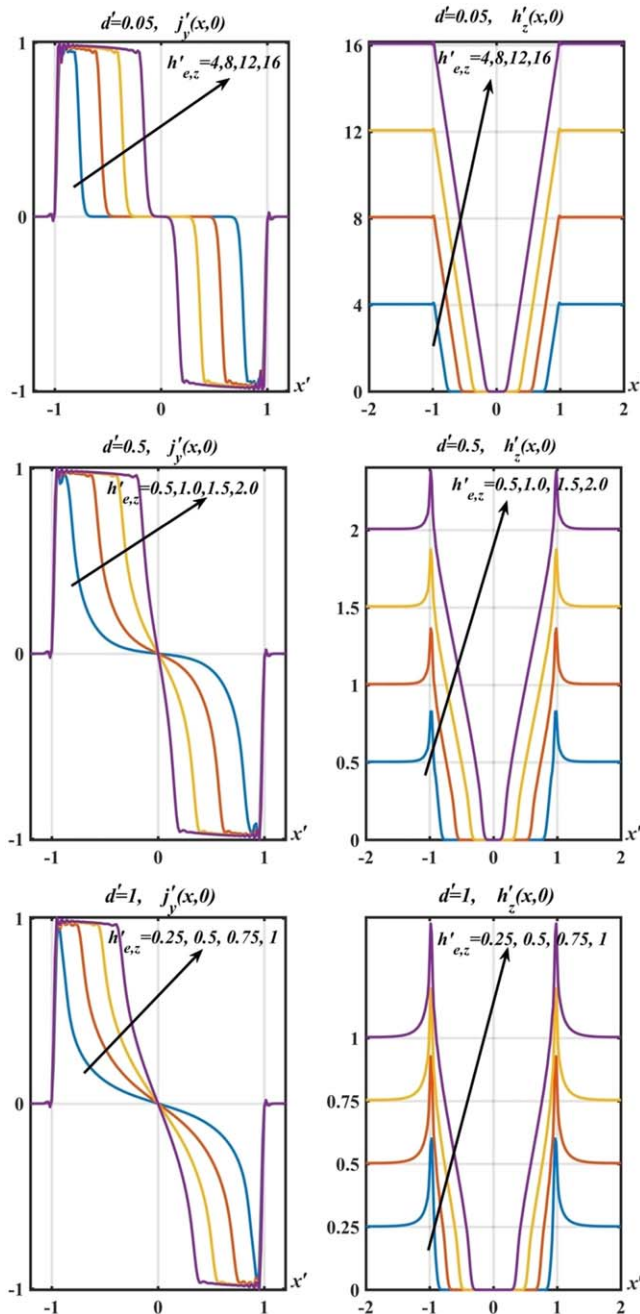 d'=0.05, j'y(x,0)
d'=0.05, h'z(x,0)
h'e,z=4,8,12,16
1
0
-1
-1
0
1
x'
h'e,z=4,8,12,16
16
12
8
4
0
-2
-1
0
1
2
x'
d'=0.5, j'y(x,0)
d'=0.5, h'z(x,0)
h'e,z=0.5,1.0,1.5,2.0
1
0
-1
-1
0
1
x'
h'e,z=0.5,1.0, 1.5,2.0
2
1.5
1
0.5
0
-2
-1
0
1
2
x'
d'=1, j'y(x,0)
d'=1, h'z(x,0)
h'e,z=0.25, 0.5, 0.75, 1
1
0
-1
-1
0
1
x'
h'e,z=0.25, 0.5, 0.75, 1
1
0.75
0.5
0.25
0
-2
-1
0
1
2
x'